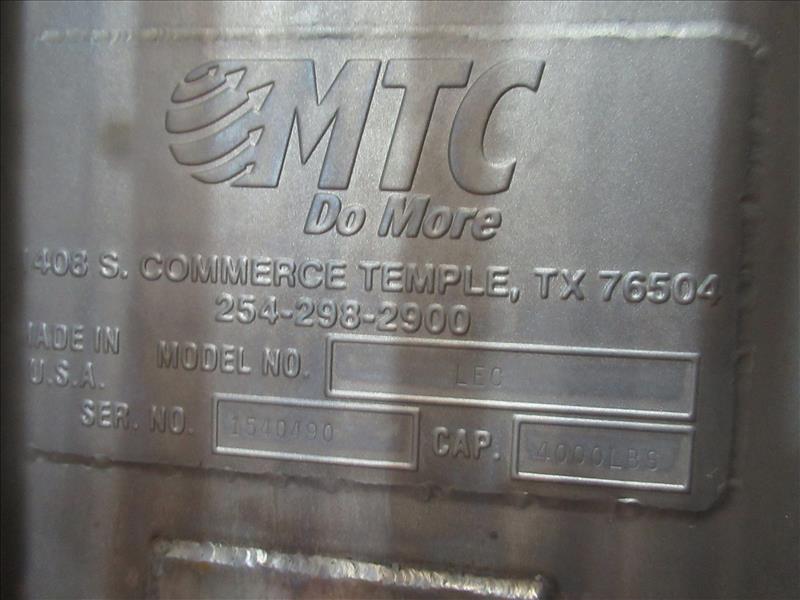 MTC
Do More
1408 S. COMMERCE TEMPLE, TX 76504
254-298-2900
MADE IN
U.S.A.
MODEL NO. LEC
SER. NO. 1540490 CAP. 4000LBS